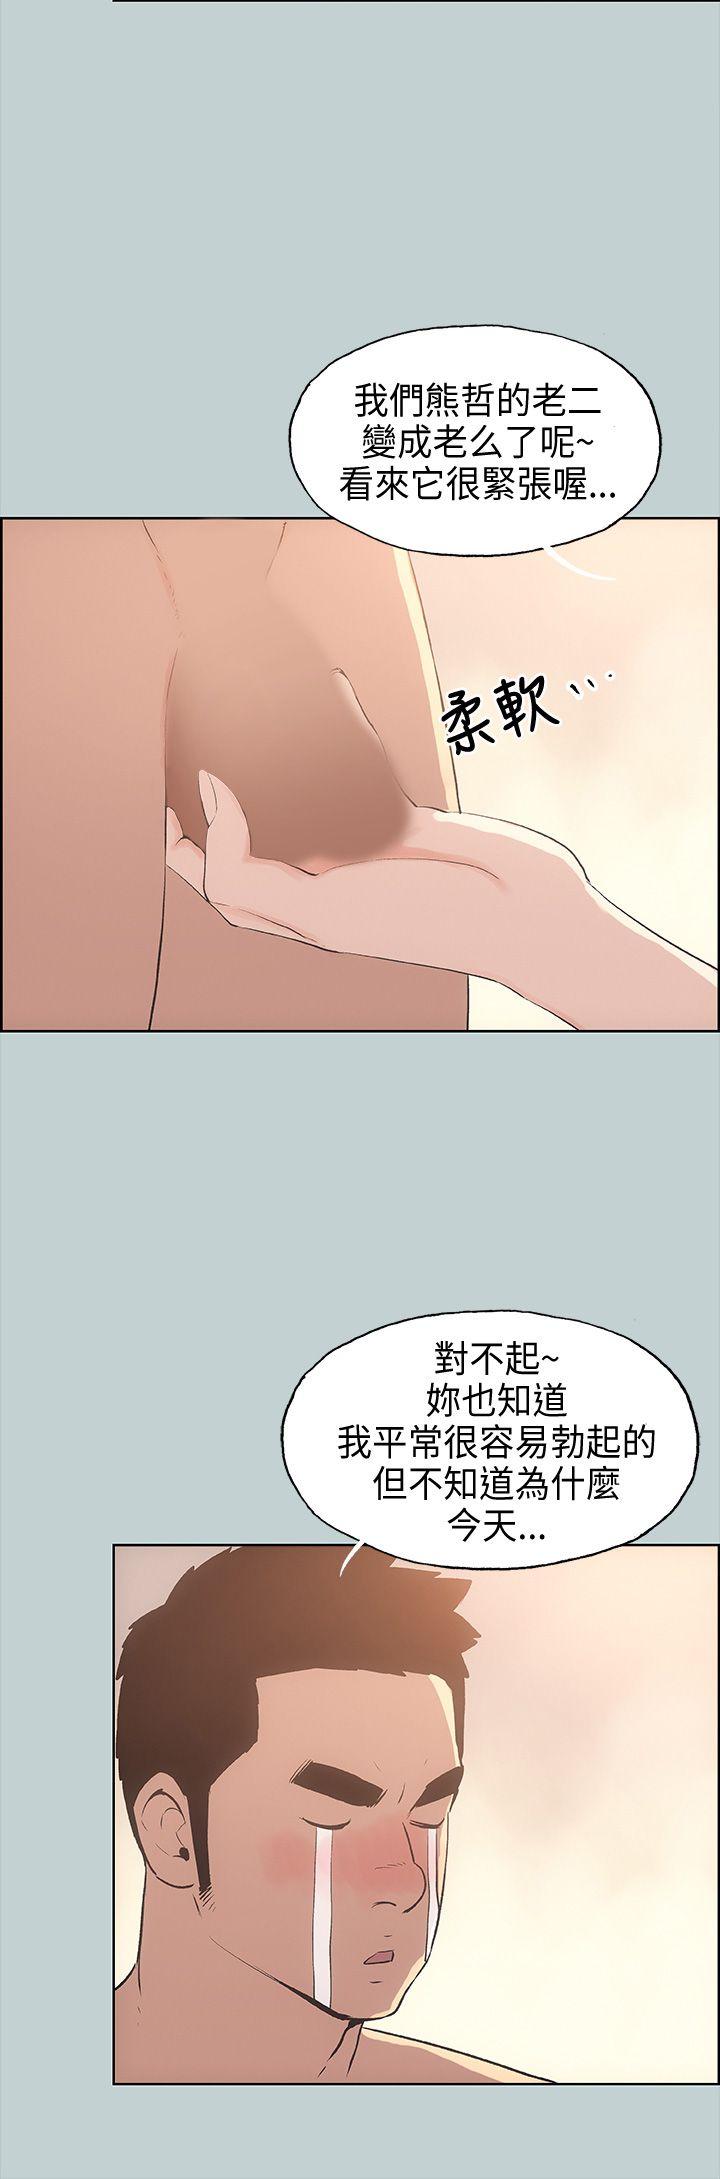 我們熊哲的老二
變成老么了呢~
看來它很緊張喔...
柔軟...
對不起~
妳也知道
我平常很容易勃起的
但不知道為什麼
今天...